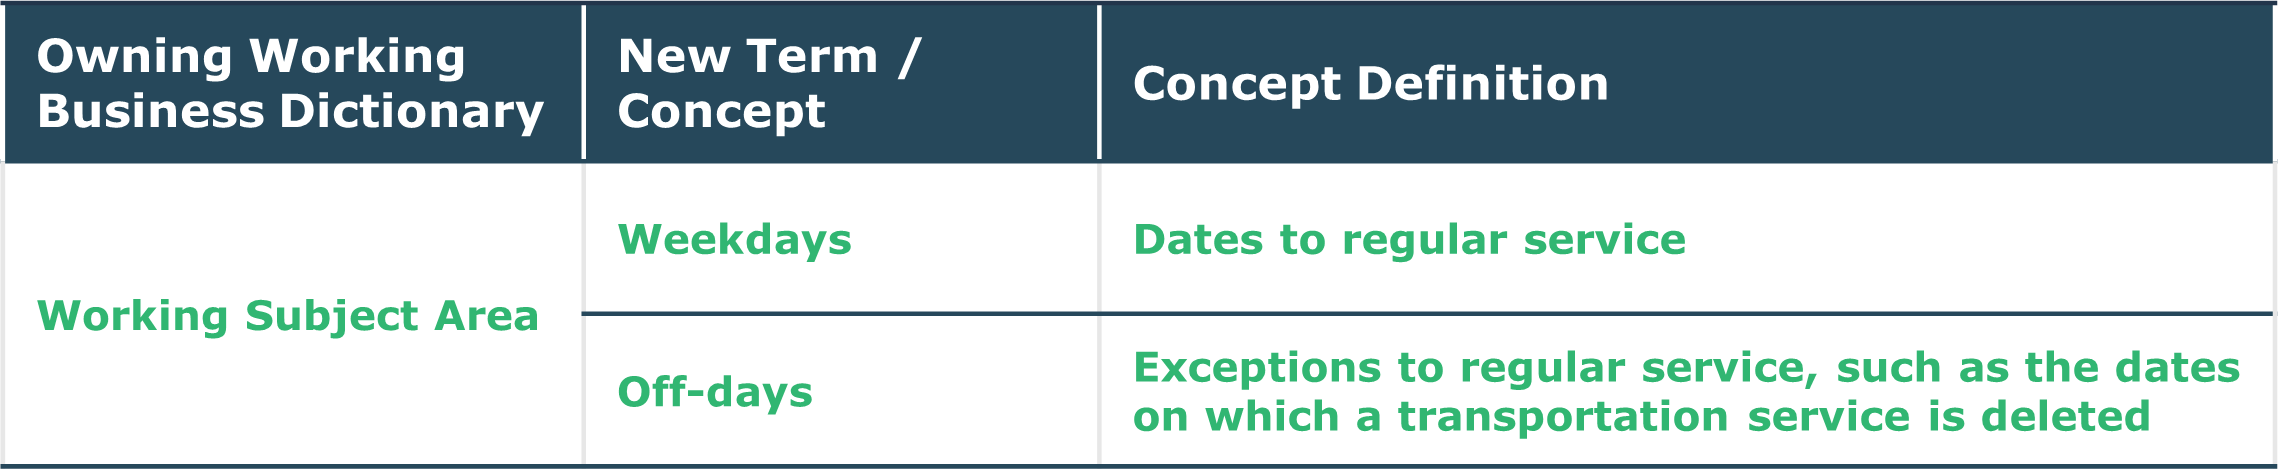 Owning Working
Business Dictionary
New Term /
Concept
Concept Definition
Working Subject Area
Weekdays
Dates to regular service
Off-days
Exceptions to regular service, such as the dates
on which a transportation service is deleted